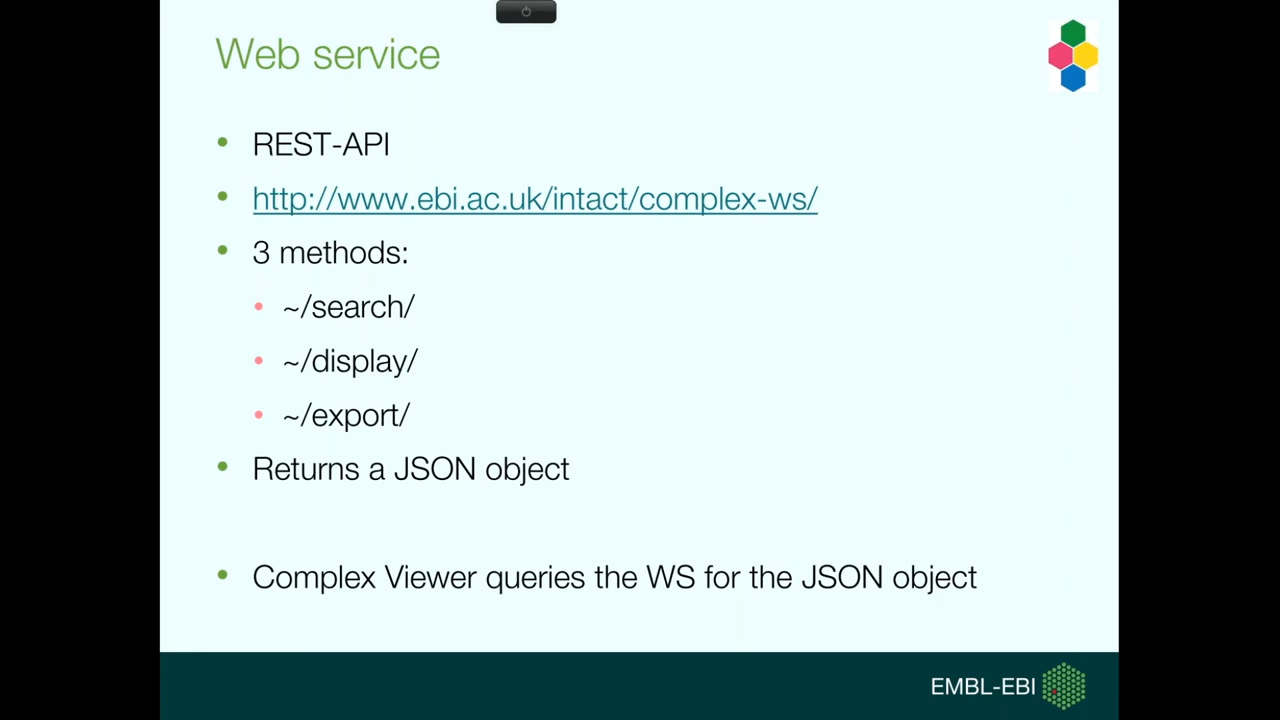 Web service
REST-API
http://www.ebi.ac.uk/intact/complex-ws/
3 methods:
~/search/
~/display/
~/export/
Returns a JSON object
Complex Viewer queries the WS for the JSON object
EMBL-EBI